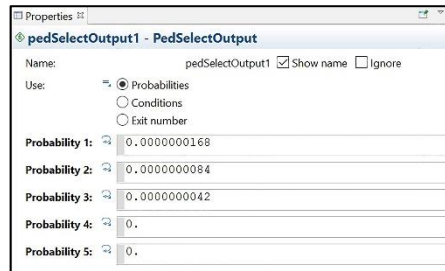 Properties
pedSelectOutput1 - PedSelectOutput
Name: pedSelectOutput1 Show name Ignore
Use: Probabilities
Conditions
Exit number
Probability 1: 0.0000000168
Probability 2: 0.0000000084
Probability 3: 0.0000000042
Probability 4: 0.
Probability 5: 0.